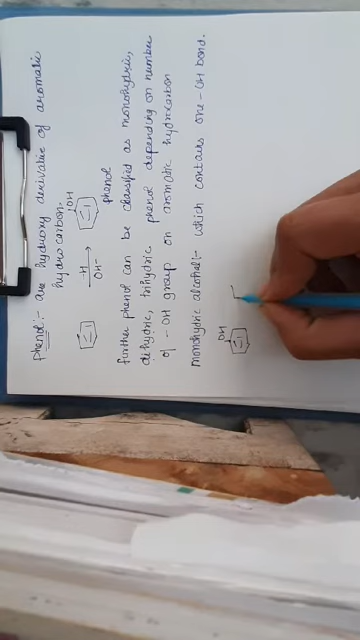 Phenol :- are hydroxy derivative of aromatic
hydrocarbon.
-H
OH-
OH
phenol
further phenol can be classified as monohydric,
dihydric, trihydric phenol depending on number
of -OH group on aromatic hydrocarbon
monohydric alcohol :- which contains one -OH bond.
OH